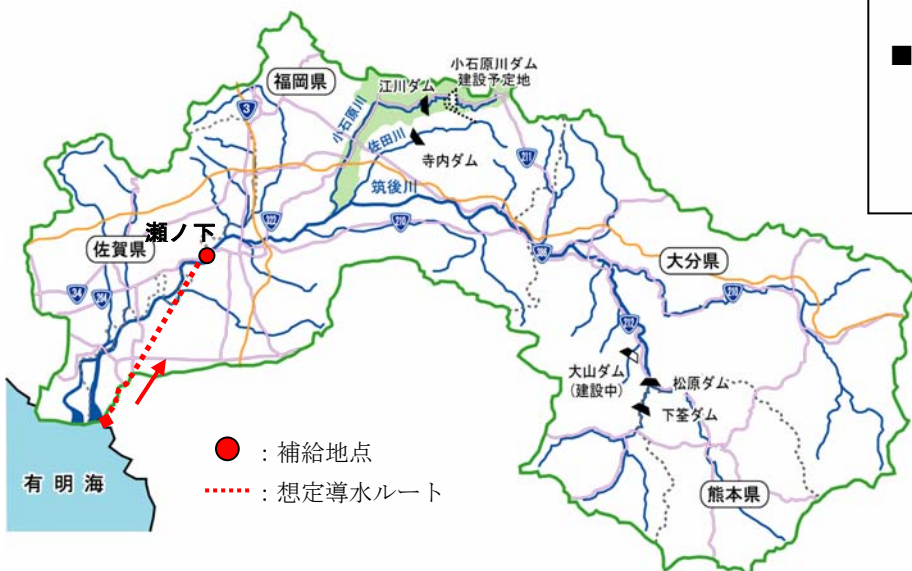 ■
小石原川ダム
建設予定地
江川ダム
福岡県
3
小石原川
佐田川
寺内ダム
211
筑後川
瀬ノ下
322
210
佐賀県
大分県
34
264
210
212
大山ダム
(建設中)
松原ダム
下筌ダム
：補給地点
：想定導水ルート
有明海
熊本県